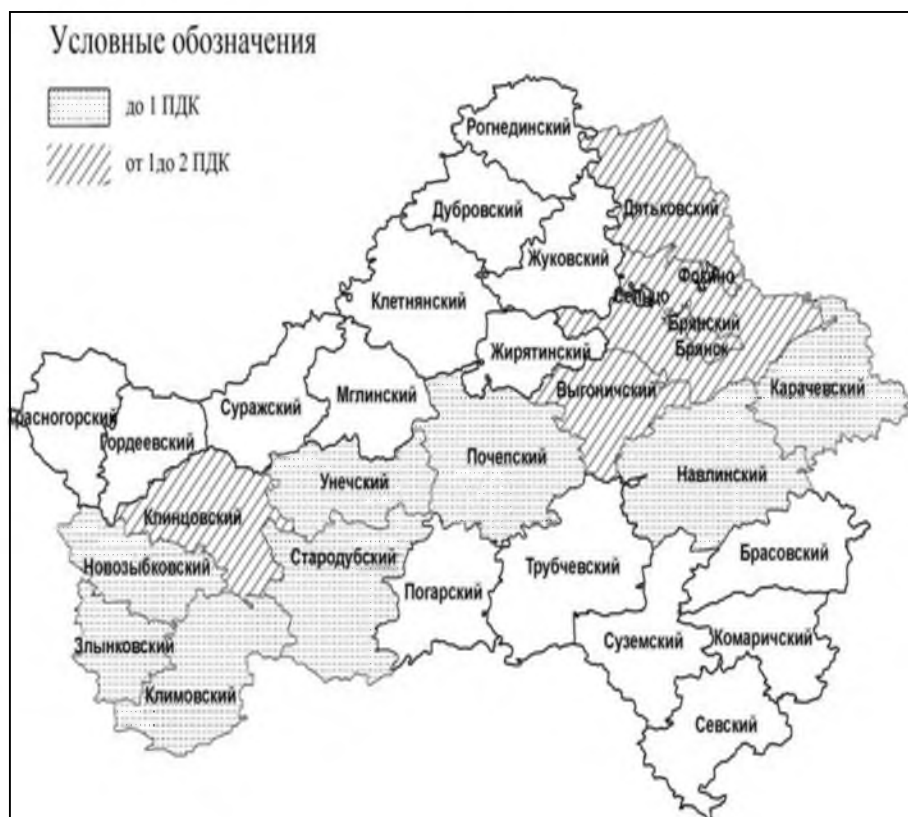 Условные обозначения
до 1 ПДК
от 1до 2 ПДК
Рогнединский
Дятьковский
Дубровский
Жуковский
Фокино
Клетнянский
Сельцо
Брянский
Брянок
Жирятинский
Выгоничский
Карачевский
Мглинский
Суражский
Красногорский
Гордеевский
Почепский
Навлинский
Унечский
Клинцовский
Стародубский
Новозыбковский
Трубчевский
Брасовский
Погарский
Злынковский
Суземский
Комаричский
Климовский
Севский